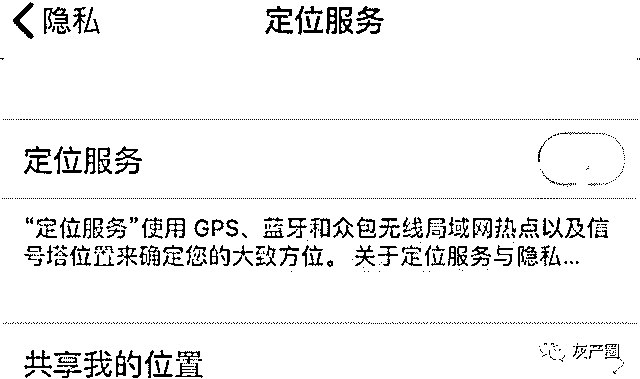 隐私
定位服务
定位服务
“定位服务”使用 GPS、蓝牙和众包无线局域网热点以及信
号塔位置来确定您的大致方位。 关于定位服务与隐私...
共享我的位置
灰产圈